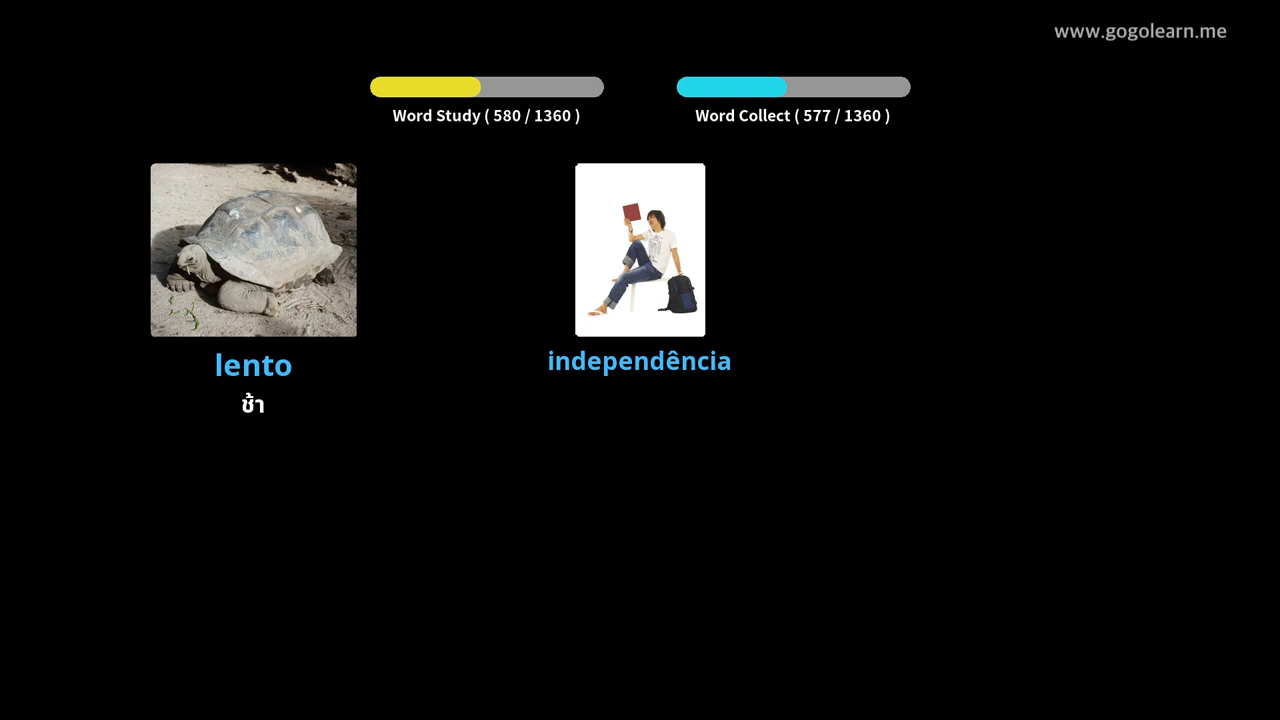 www.gogolearn.me
Word Study ( 580 / 1360 )
Word Collect ( 577 / 1360 )
lento
ช้า
independência